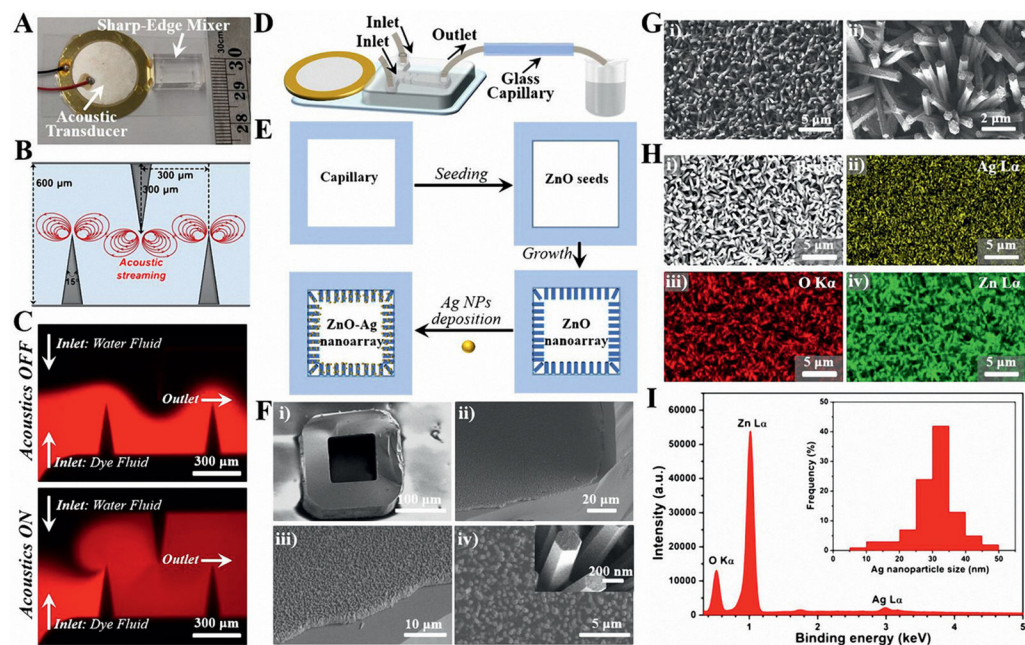 A
Sharp-Edge Mixer
Acoustic
Transducer
30cm
30
29
28
B
600 µm
300 µm
300 µm
Acoustic
streaming
15°
C
Acoustics OFF
Inlet: Water Fluid
Outlet
Inlet: Dye Fluid
300 µm
Acoustics ON
Inlet: Water Fluid
Outlet
Inlet: Dye Fluid
300 µm
D
Inlet
Inlet
Outlet
Glass
Capillary
E
Capillary
Seeding
ZnO seeds
Growth
ZnO
nanoarray
Ag NPs
deposition
ZnO-Ag
nanoarray
F
i)
100 µm
ii)
20 µm
iii)
10 µm
iv)
200 nm
5 µm
G
i)
5 µm
ii)
2 µm
H
i)
5 µm
ii)
Ag Lα
5 µm
iii)
O Kα
5 µm
iv)
Zn Lα
5 µm
I
Intensity (a.u.)
60000
50000
40000
30000
20000
10000
0
O Kα
Zn Lα
Ag Lα
1
2
3
4
5
Binding energy (keV)
Frequency (%)
50
40
30
20
10
0
0
10
20
30
40
50
Ag nanoparticle size (nm)